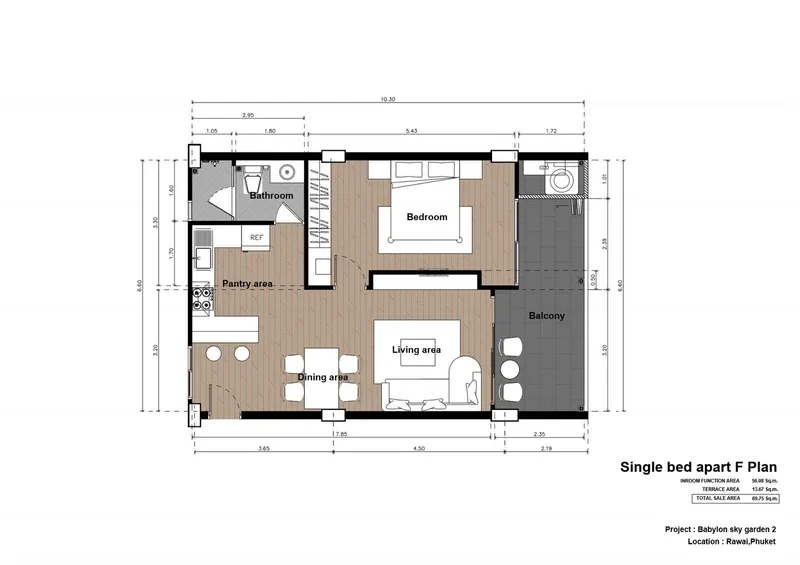 10.30
2.95
1.05
1.80
5.43
1.72
Bathroom
Bedroom
1.60
3.30
1.70
6.60
3.20
3.20
REF
Pantry area
Living area
Dining area
Balcony
1.01
2.39
0.50
6.60
3.20
7.85
2.35
3.65
4.50
2.19
Single bed apart F Plan
INROOM FUNCTION AREA 56.08 Sq.m.
TERRACE AREA 13.67 Sq.m.
TOTAL SALE AREA 69.75 Sq.m.
Project : Babylon sky garden 2
Location : Rawai,Phuket